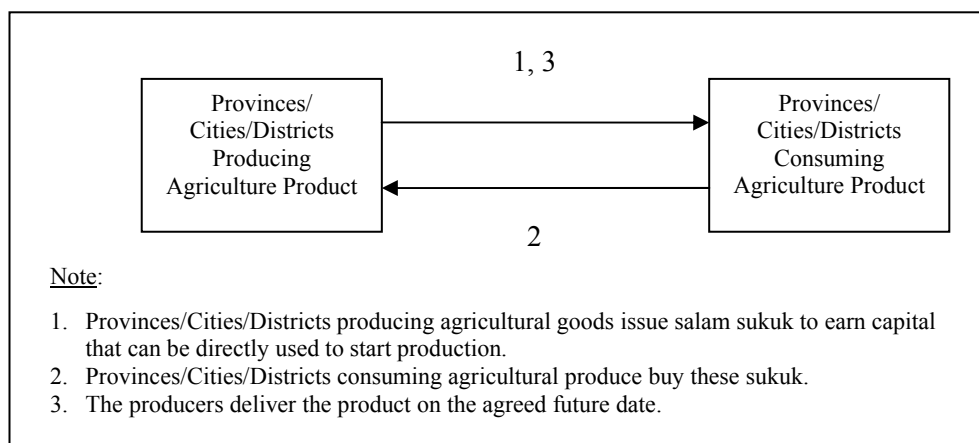 1, 3
Provinces/
Cities/Districts
Producing
Agriculture Product
Provinces/
Cities/Districts
Consuming
Agriculture Product
2
Note:
1. Provinces/Cities/Districts producing agricultural goods issue salam sukuk to earn capital
that can be directly used to start production.
2. Provinces/Cities/Districts consuming agricultural produce buy these sukuk.
3. The producers deliver the product on the agreed future date.